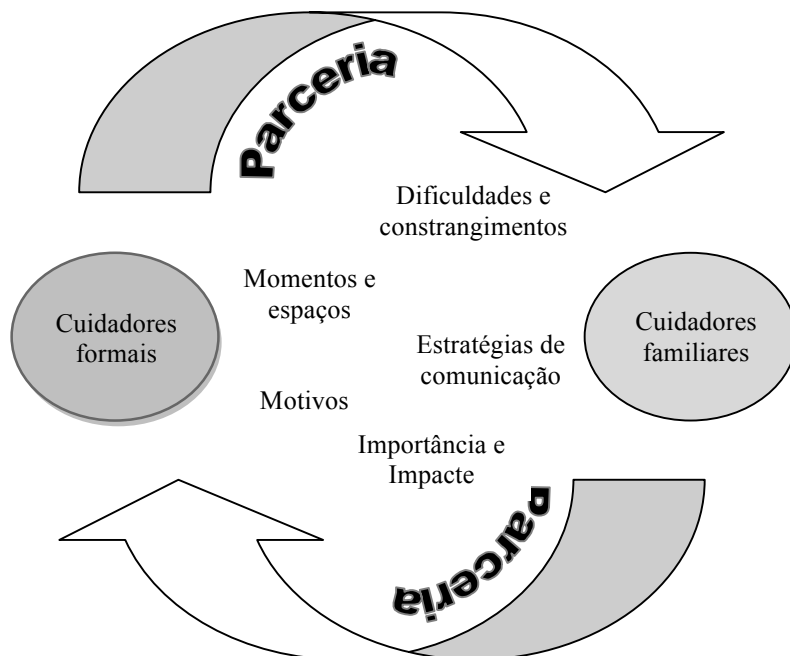 Parceria
Dificuldades e
constrangimentos
Momentos e
espaços
Cuidadores
formais
Cuidadores
familiares
Estratégias de
comunicação
Motivos
Importância e
Impacte
Parceria